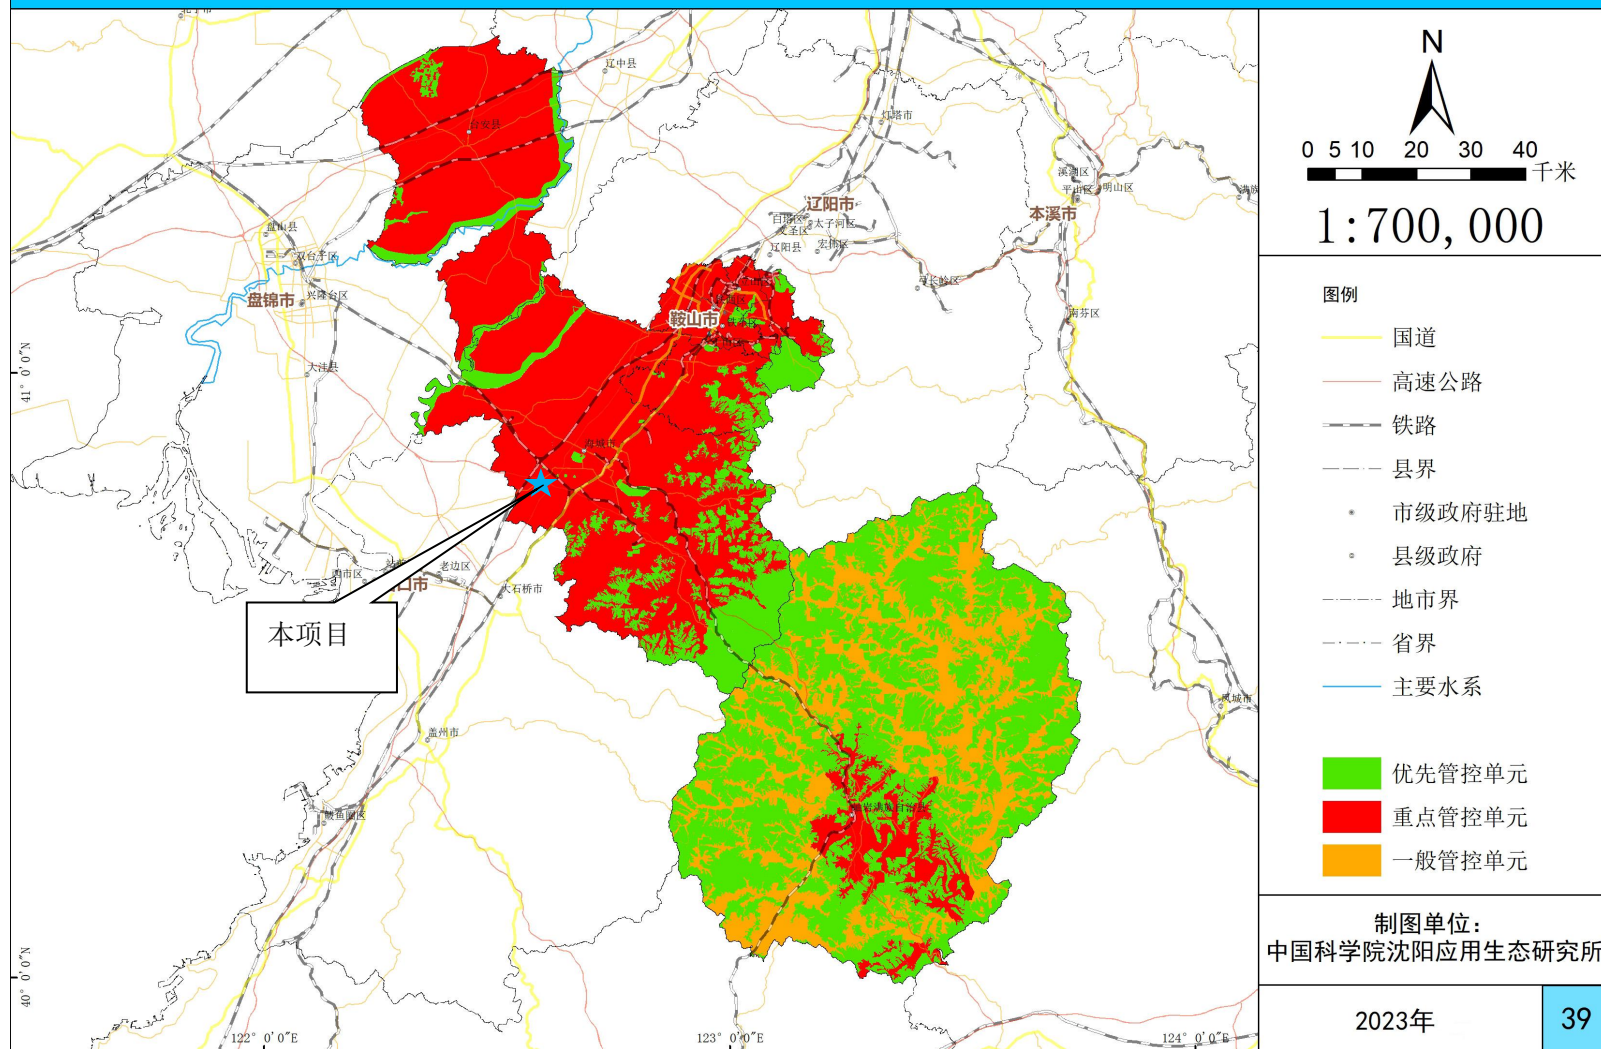 辽中县
台安县
灯塔市
溪湖区
平山区
明山区
本溪市
辽阳市
白塔区
文圣区
太子河区
宏伟区
辽阳县
弓长岭区
盘山县
双台子区
盘锦市
兴隆台区
大洼县
鞍山市
南芬区
海城市
老边区
大石桥市
口市
本项目
盖州市
鲅鱼圈区
凤城市
岫岩满族自治县
41° 0′0″N
40° 0′0″N
122° 0′0″E
123° 0′0″E
124° 0′0″E
N
0 5 10 20 30 40
千米
1:700,000
图例
国道
高速公路
铁路
县界
市级政府驻地
县级政府
地市界
省界
主要水系
优先管控单元
重点管控单元
一般管控单元
制图单位：
中国科学院沈阳应用生态研究所
2023年
39